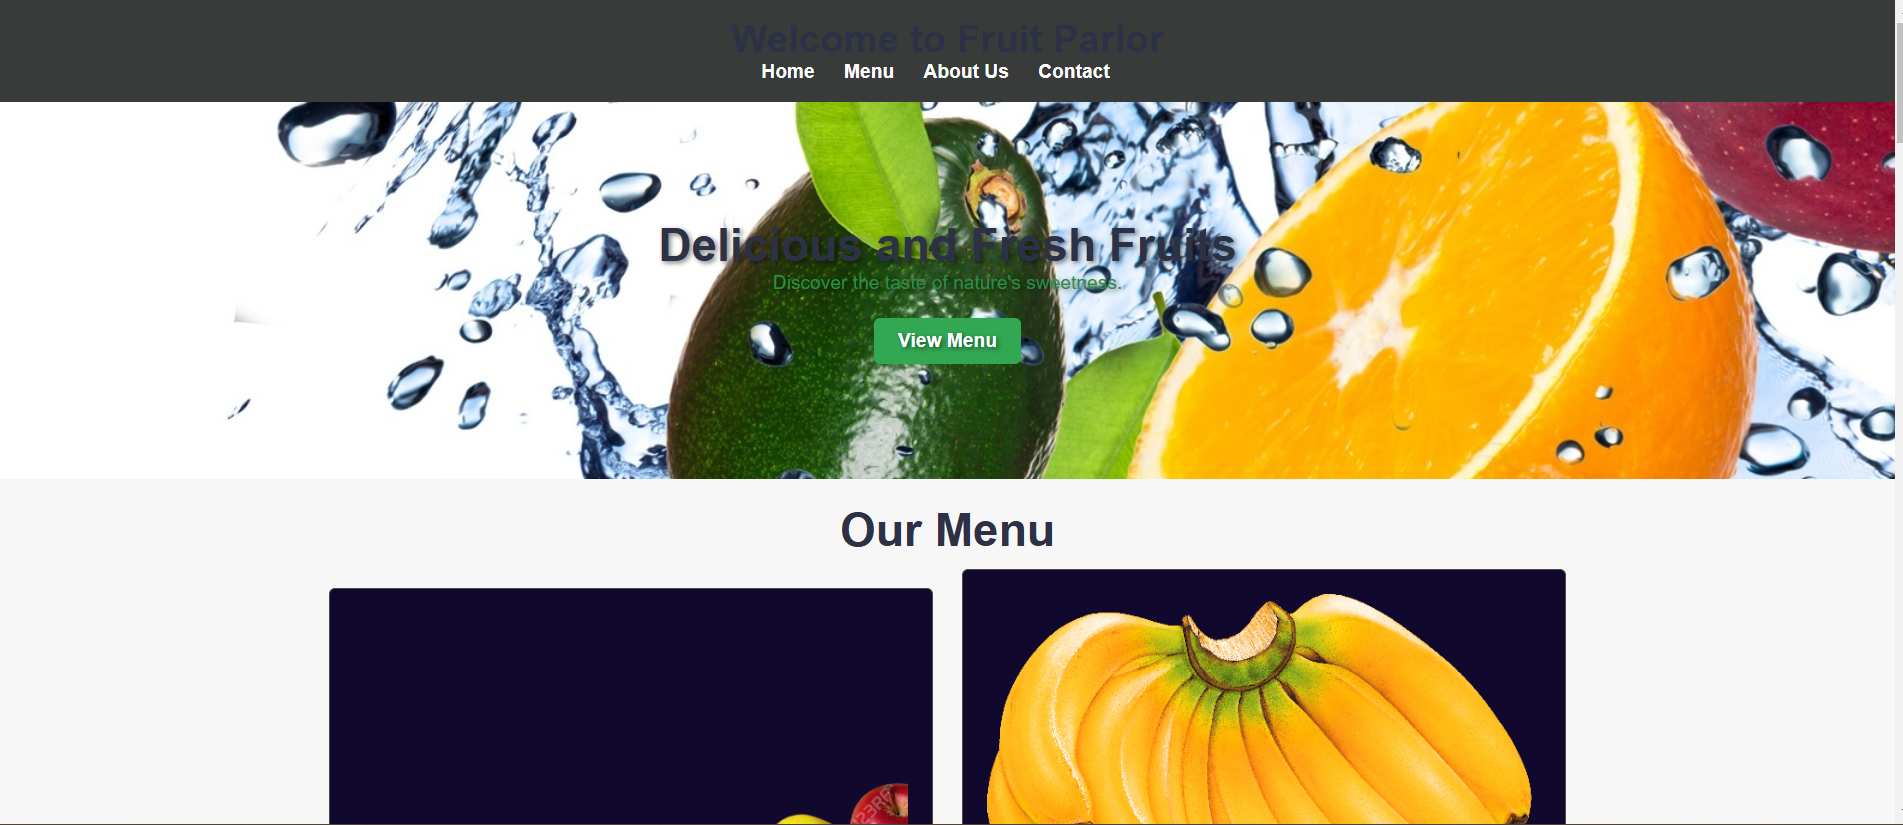 Welcome to Fruit Parlor
Home Menu About Us Contact
Delicious and Fresh Fruits
Discover the taste of nature's sweetness.
View Menu
Our Menu
123RF